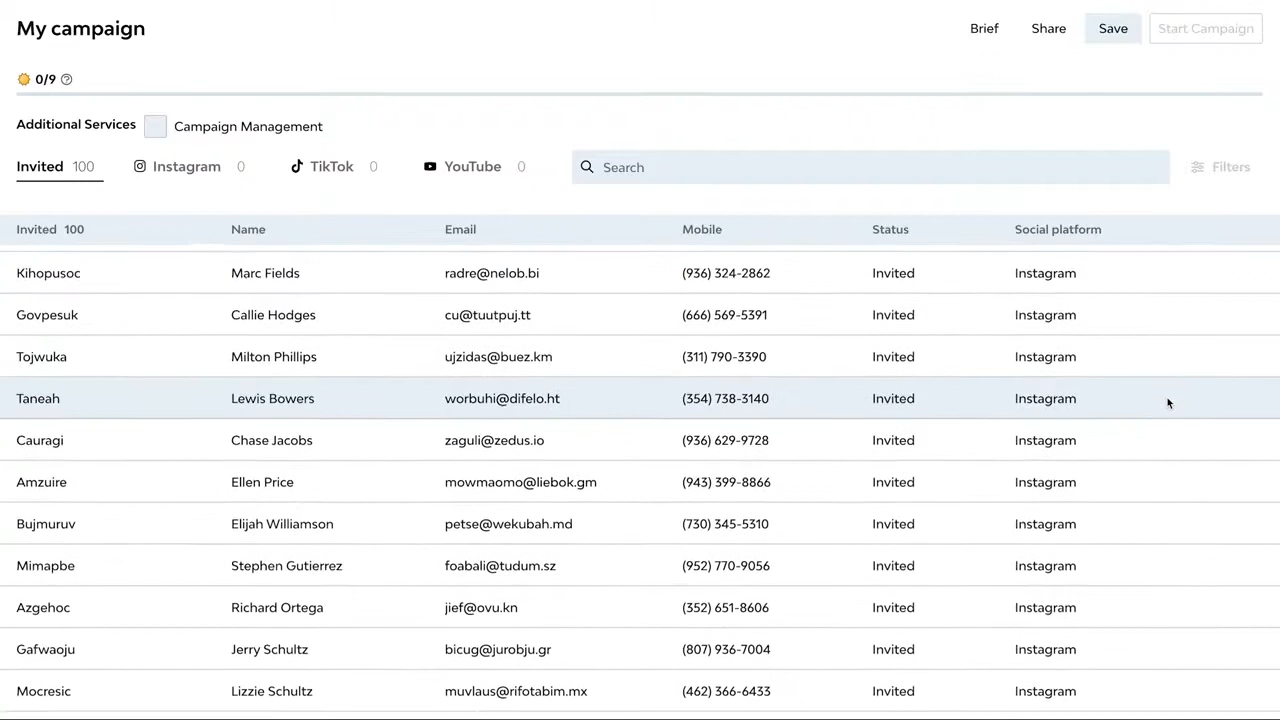 My campaign Brief Share Save Start Campaign
0/9
Additional Services Campaign Management
Invited 100 Instagram 0 TikTok 0 YouTube 0 Search Filters
Invited 100 Name Email Mobile Status Social platform
Kihopusoc Marc Fields radre@nelob.bi (936) 324-2862 Invited Instagram
Govpesuk Callie Hodges cu@tuutpuj.tt (666) 569-5391 Invited Instagram
Tojwuka Milton Phillips ujzidas@buez.km (311) 790-3390 Invited Instagram
Taneah Lewis Bowers worbuhi@difelo.ht (354) 738-3140 Invited Instagram
Cauragi Chase Jacobs zaguli@zedus.io (936) 629-9728 Invited Instagram
Amzuire Ellen Price mowmaomo@liebok.gm (943) 399-8866 Invited Instagram
Bujmuruv Elijah Williamson petse@wekubah.md (730) 345-5310 Invited Instagram
Mimapbe Stephen Gutierrez foabali@tudum.sz (952) 770-9056 Invited Instagram
Azgehoc Richard Ortega jief@ovu.kn (352) 651-8606 Invited Instagram
Gafwaoju Jerry Schultz bicug@jurobju.gr (807) 936-7004 Invited Instagram
Mocresic Lizzie Schultz muvlaus@rifotabim.mx (462) 366-6433 Invited Instagram